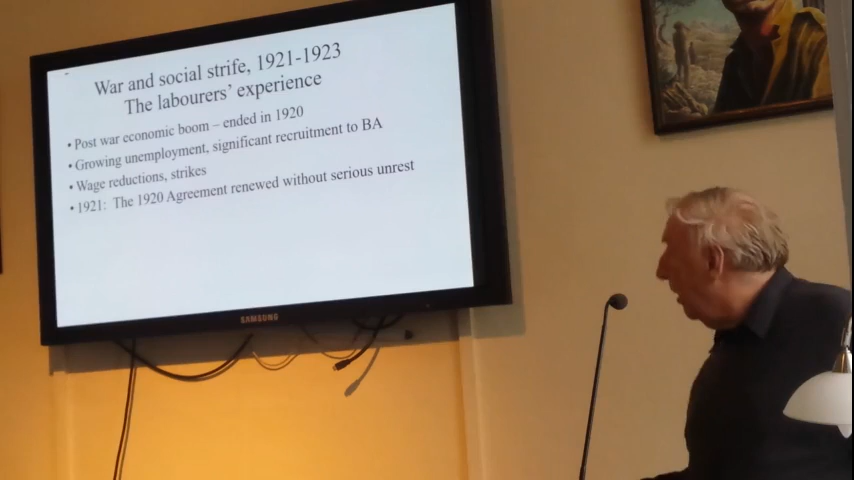 War and social strife, 1921-1923
The labourers' experience
• Post war economic boom – ended in 1920
• Growing unemployment, significant recruitment to BA
• Wage reductions, strikes
• 1921: The 1920 Agreement renewed without serious unrest
SAMSUNG